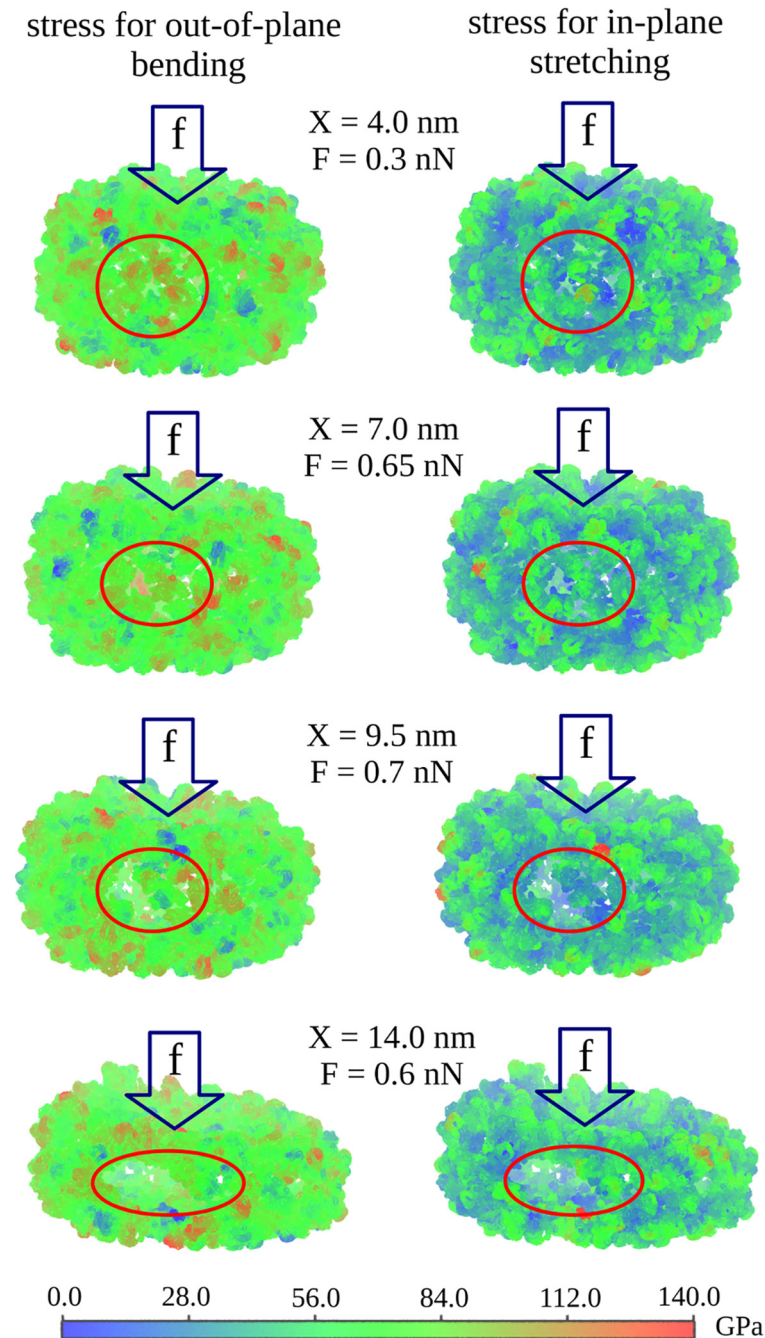 stress for out-of-plane
bending
stress for in-plane
stretching
f
X = 4.0 nm
F = 0.3 nN
f
f
X = 7.0 nm
F = 0.65 nN
f
f
X = 9.5 nm
F = 0.7 nN
f
f
X = 14.0 nm
F = 0.6 nN
f
0.0 28.0 56.0 84.0 112.0 140.0
GPa